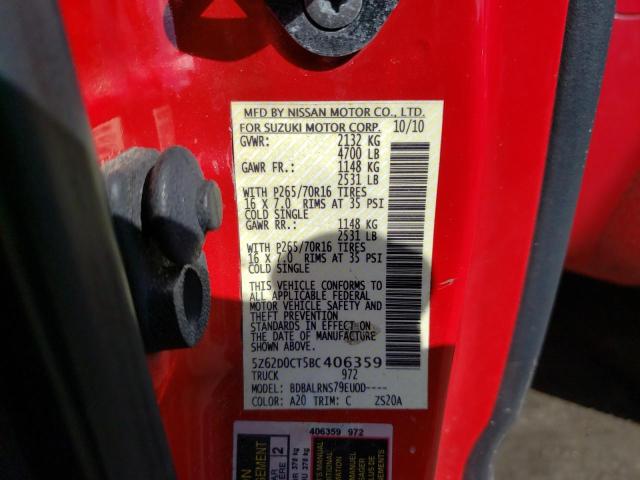 MFD BY NISSAN MOTOR CO., LTD.
FOR SUZUKI MOTOR CORP. 10/10
GVWR: 2132 KG
4700 LB
GAWR FR.: 1148 KG
2531 LB
WITH P265/70R16 TIRES
16 X 7.0 RIMS AT 35 PSI
COLD SINGLE
GAWR RR.: 1148 KG
2531 LB
WITH P265/70R16 TIRES
16 X 7.0 RIMS AT 35 PSI
COLD SINGLE
THIS VEHICLE CONFORMS TO
ALL APPLICABLE FEDERAL
MOTOR VEHICLE SAFETY AND
THEFT PREVENTION
STANDARDS IN EFFECT ON
THE DATE OF MANUFACTURE
SHOWN ABOVE.
5Z62D0CT5BC406359
TRUCK 972
MODEL: BDBALRNS79EUOD----
COLOR: A20 TRIM: C ZS20A
406359 972
2